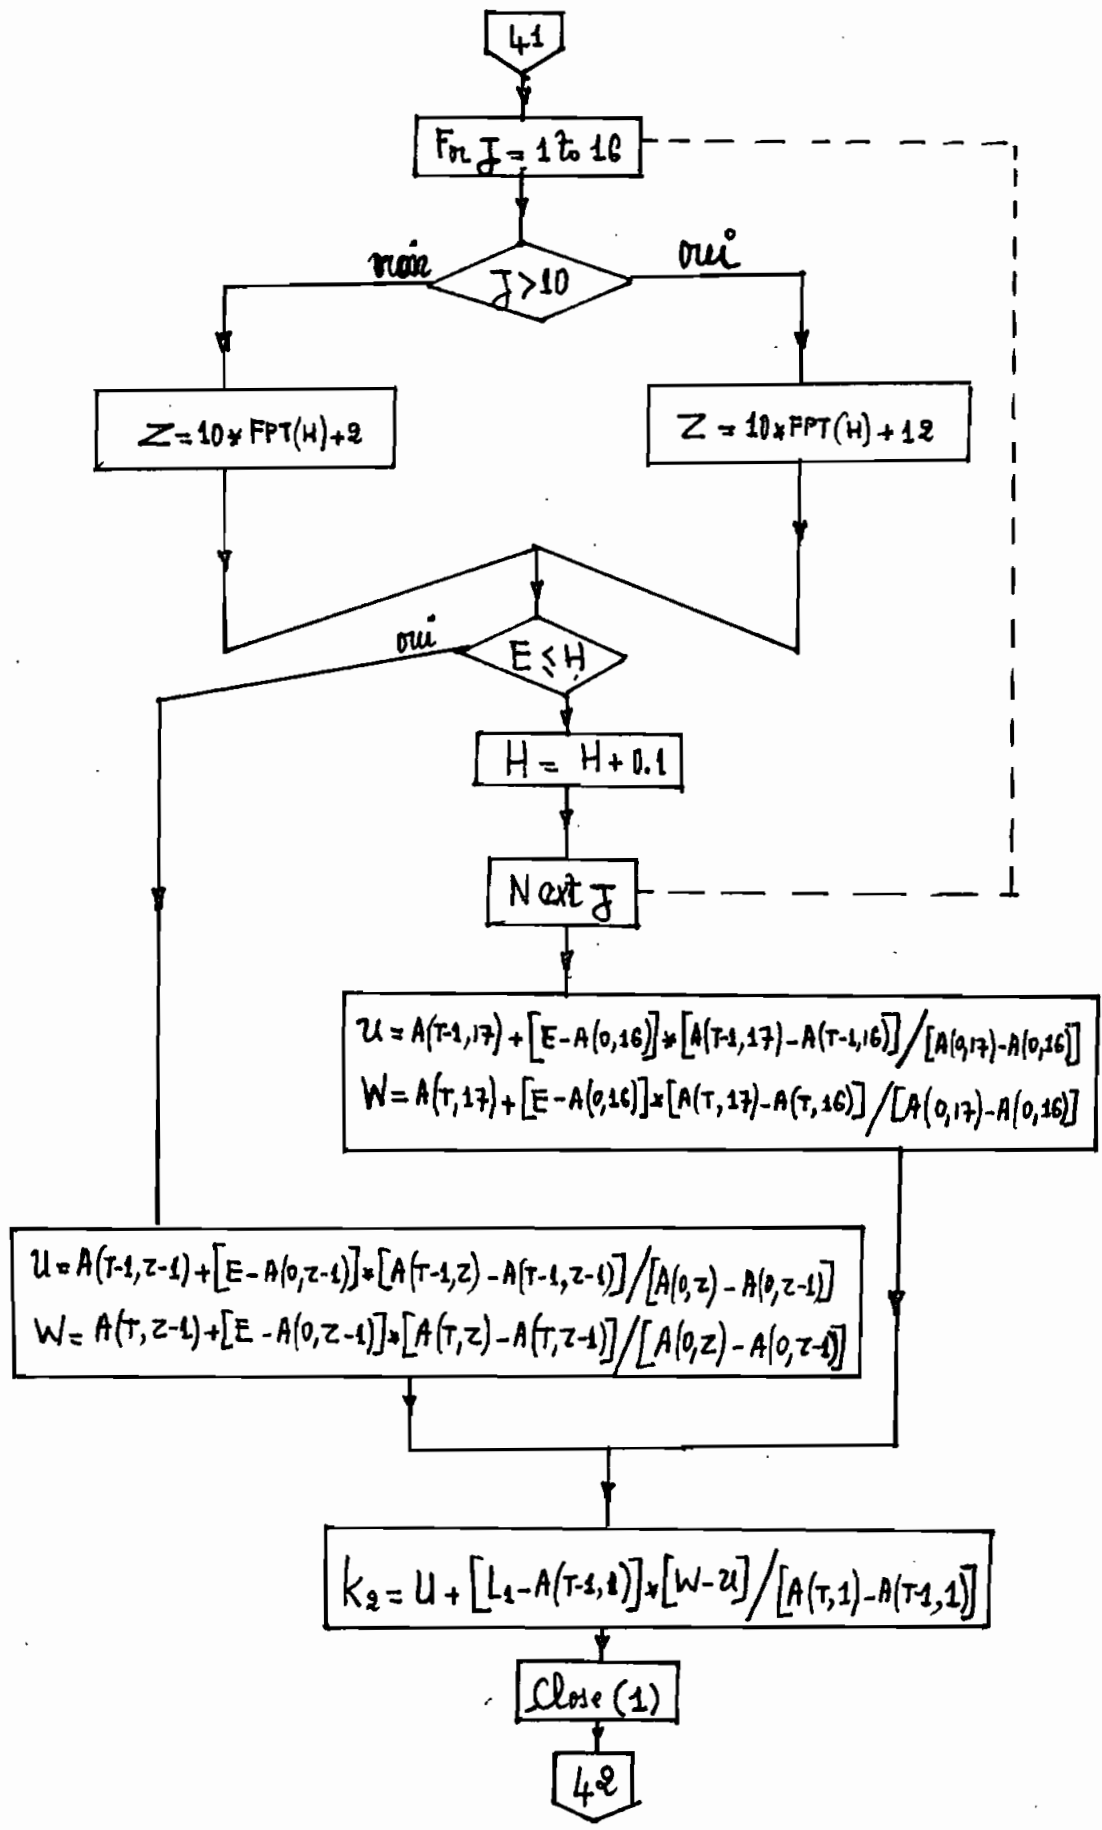 41
For J = 1 to 16
non
oui
J > 10
Z = 10 * FPT(H) + 2
Z = 10 * FPT(H) + 12
oui
E ≤ H
H = H + 0.1
Next J
U = A(T-1,17) + [E - A(0,16)] * [A(T-1,17) - A(T-1,16)] / [A(0,17) - A(0,16)]
W = A(T,17) + [E - A(0,16)] * [A(T,17) - A(T,16)] / [A(0,17) - A(0,16)]
U = A(T-1,Z-1) + [E - A(0,Z-1)] * [A(T-1,Z) - A(T-1,Z-1)] / [A(0,Z) - A(0,Z-1)]
W = A(T,Z-1) + [E - A(0,Z-1)] * [A(T,Z) - A(T,Z-1)] / [A(0,Z) - A(0,Z-1)]
K₂ = U + [L₁ - A(T-1,1)] * [W - U] / [A(T,1) - A(T-1,1)]
Close (1)
42